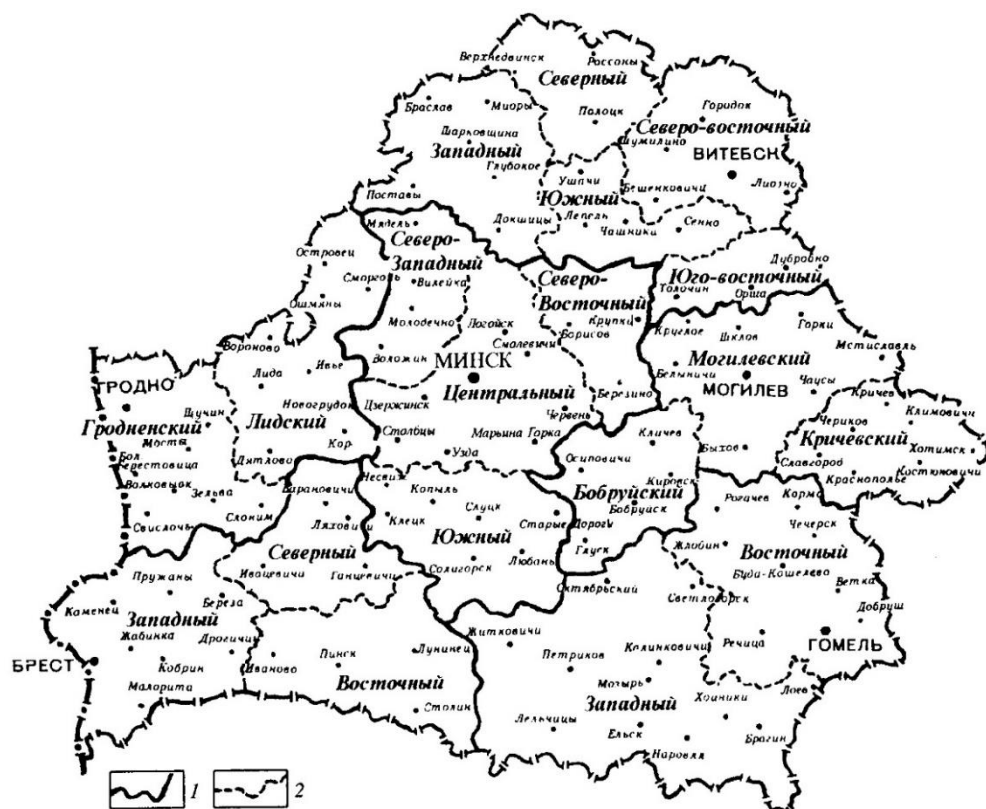 Верхнедвинск
Россоны
Северный
Браслав
Миоры
Полоцк
Городок
Северо-восточный
Шарковщина
Шумилино
Западный
ВИТЕБСК
Глубокое
Ушачи
Бешенковичи
Лиозно
Поставы
Южный
Лепель
Чашники
Сенно
Докшицы
Мядель
Северо-
Западный
Островец
Сморгонь
Вилейка
Северо-
Восточный
Дубровно
Юго-восточный
Толочин
Орша
Ошмяны
Молодечно
Логойск
Крупки
Борисов
Круглое
Шклов
Горки
Смолевичи
Мстиславль
Вороново
Ивье
Воложин
МИНСК
Могилевский
Белыничи
МОГИЛЕВ
Чаусы
ГРОДНО
Лида
Центральный
Березино
Кричев
Новогрудок
Дзержинск
Червень
Климовичи
Щучин
Чериков
Гродненский
Лидский
Столбцы
Марьина Горка
Кличев
Кричевский
Мосты
Кор.
Узда
Быхов
Хотимск
Бол.
Берестовица
Дятлово
Осиповичи
Славгород
Костюковичи
Волковыск
Барановичи
Несвиж
Копыль
Кировск
Краснополье
Зельва
Бобруйский
Бобруйск
Рогачев
Корма
Свислочь
Слоним
Ляховичи
Клецк
Слуцк
Старые Дороги
Чечерск
Южный
Северный
Глуск
Жлобин
Восточный
Любань
Ивацевичи
Ганцевичи
Солигорск
Буда-Кошелево
Пружаны
Октябрьский
Ветка
Каменец
Береза
Светлогорск
Добруш
Западный
Жабинка
Дрогичин
Житковичи
Речица
ГОМЕЛЬ
БРЕСТ
Кобрин
Иваново
Пинск
Лунинец
Петриков
Калинковичи
Малорита
Восточный
Мозырь
Хойники
Лоев
Западный
Столин
Лельчицы
Ельск
Брагин
Наровля
1
2